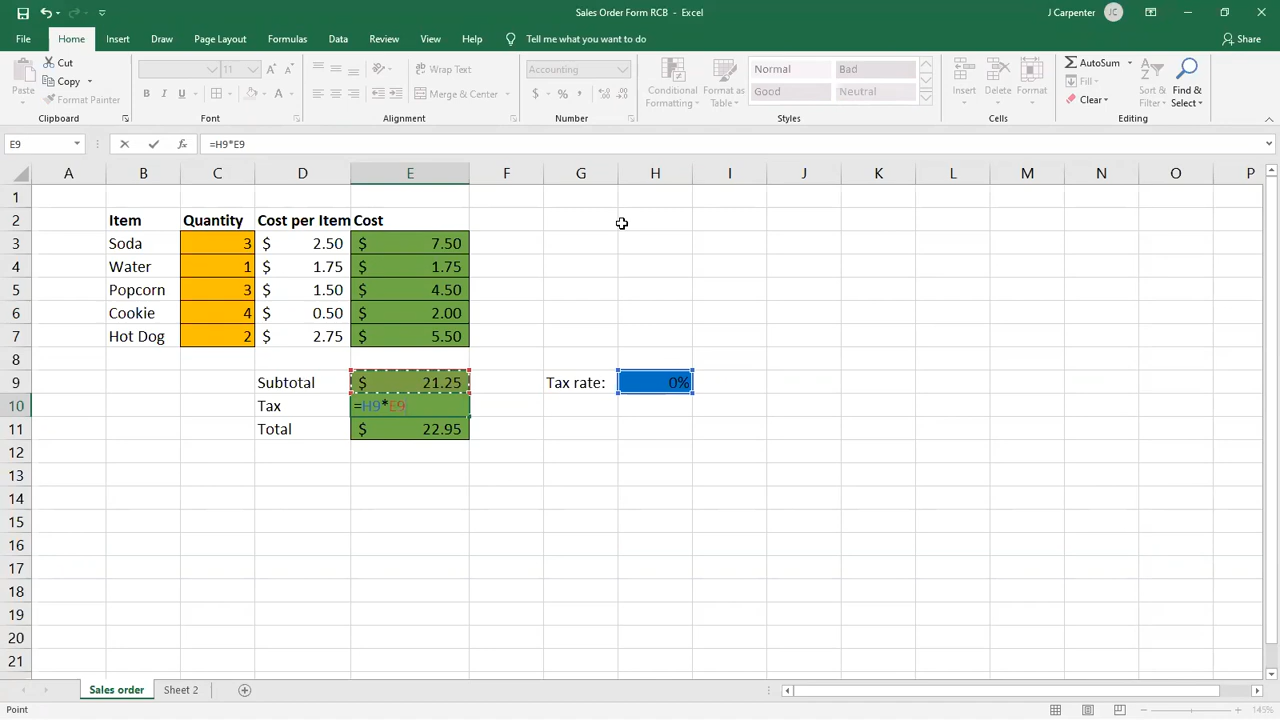 Sales Order Form RCB - Excel
J Carpenter JC
File Home Insert Draw Page Layout Formulas Data Review View Help Tell me what you want to do Share
Paste Cut Copy Format Painter
11
B I U A A A
Wrap Text
Merge & Center
Accounting
$ % ,
Conditional Formatting
Format as Table
Normal Bad
Good Neutral
Insert Delete Format
AutoSum
Fill
Clear
Sort & Filter
Find & Select
Clipboard Font Alignment Number Styles Cells Editing
E9 fx =H9*E9
A B C D E F G H I J K L M N O P
1
2 Item Quantity Cost per Item Cost
3 Soda 3 $ 2.50 $ 7.50
4 Water 1 $ 1.75 $ 1.75
5 Popcorn 3 $ 1.50 $ 4.50
6 Cookie 4 $ 0.50 $ 2.00
7 Hot Dog 2 $ 2.75 $ 5.50
8
9 Subtotal $ 21.25 Tax rate: 0%
10 Tax =H9*E9
11 Total $ 22.95
12
13
14
15
16
17
18
19
20
21
Sales order Sheet 2
Point 145%